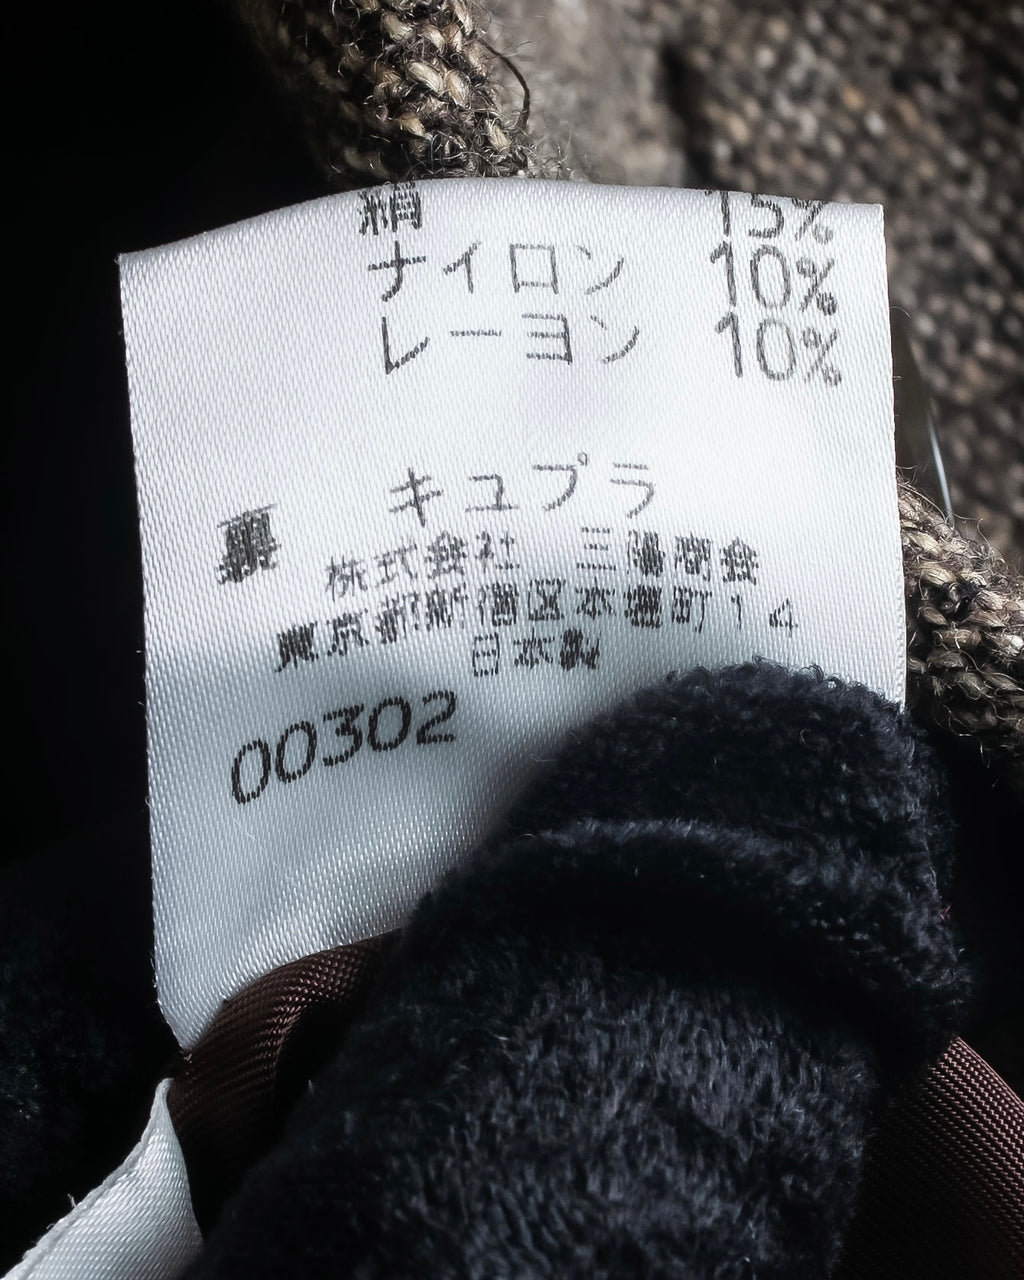 絹 15%
ナイロン 10%
レーヨン 10%
裏 キュプラ
株式会社 三陽商会
東京都新宿区本塩町14
日本製
00302